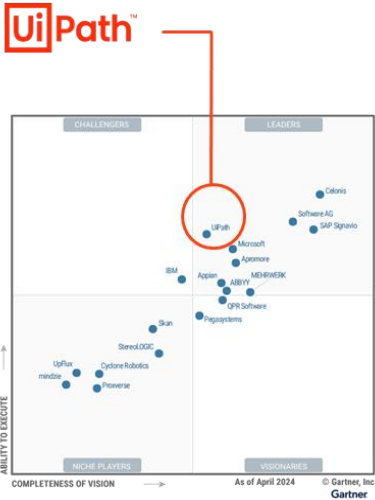 UiPath™
CHALLENGERS
LEADERS
Celonis
Software AG
UiPath
SAP Signavio
Microsoft
Apromore
IBM
Appian
MEHRWERK
ABBYY
QPR Software
Pegasystems
Skan
StereoLOGIC
UpFlux
Cyclone Robotics
mindzie
Proxverse
ABILITY TO EXECUTE
NICHE PLAYERS
VISIONARIES
COMPLETENESS OF VISION
As of April 2024
© Gartner, Inc
Gartner